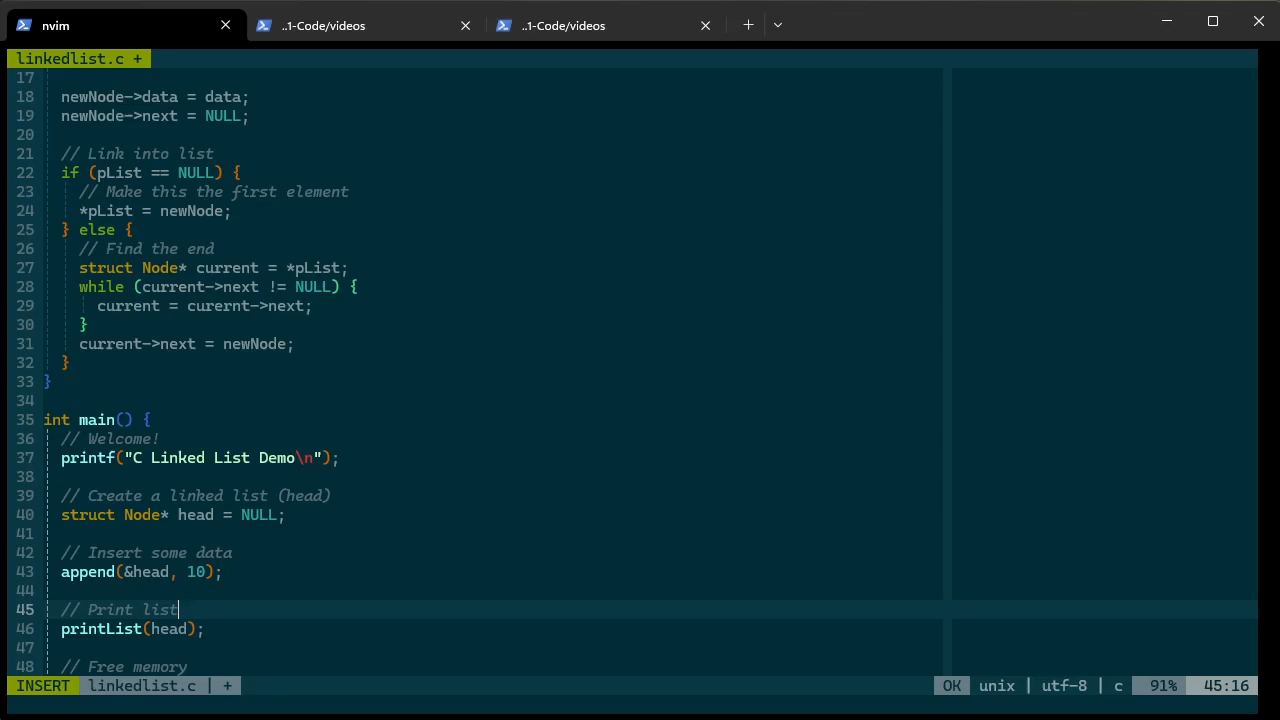 nvim
..1-Code/videos
..1-Code/videos
linkedlist.c +
17
18 newNode->data = data;
19 newNode->next = NULL;
20
21 // Link into list
22 if (pList == NULL) {
23 // Make this the first element
24 *pList = newNode;
25 } else {
26 // Find the end
27 struct Node* current = *pList;
28 while (current->next != NULL) {
29 current = curernt->next;
30 }
31 current->next = newNode;
32 }
33 }
34
35 int main() {
36 // Welcome!
37 printf("C Linked List Demo\n");
38
39 // Create a linked list (head)
40 struct Node* head = NULL;
41
42 // Insert some data
43 append(&head, 10);
44
45 // Print list
46 printList(head);
47
48 // Free memory
INSERT linkedlist.c | + OK unix | utf-8 | c 91% 45:16